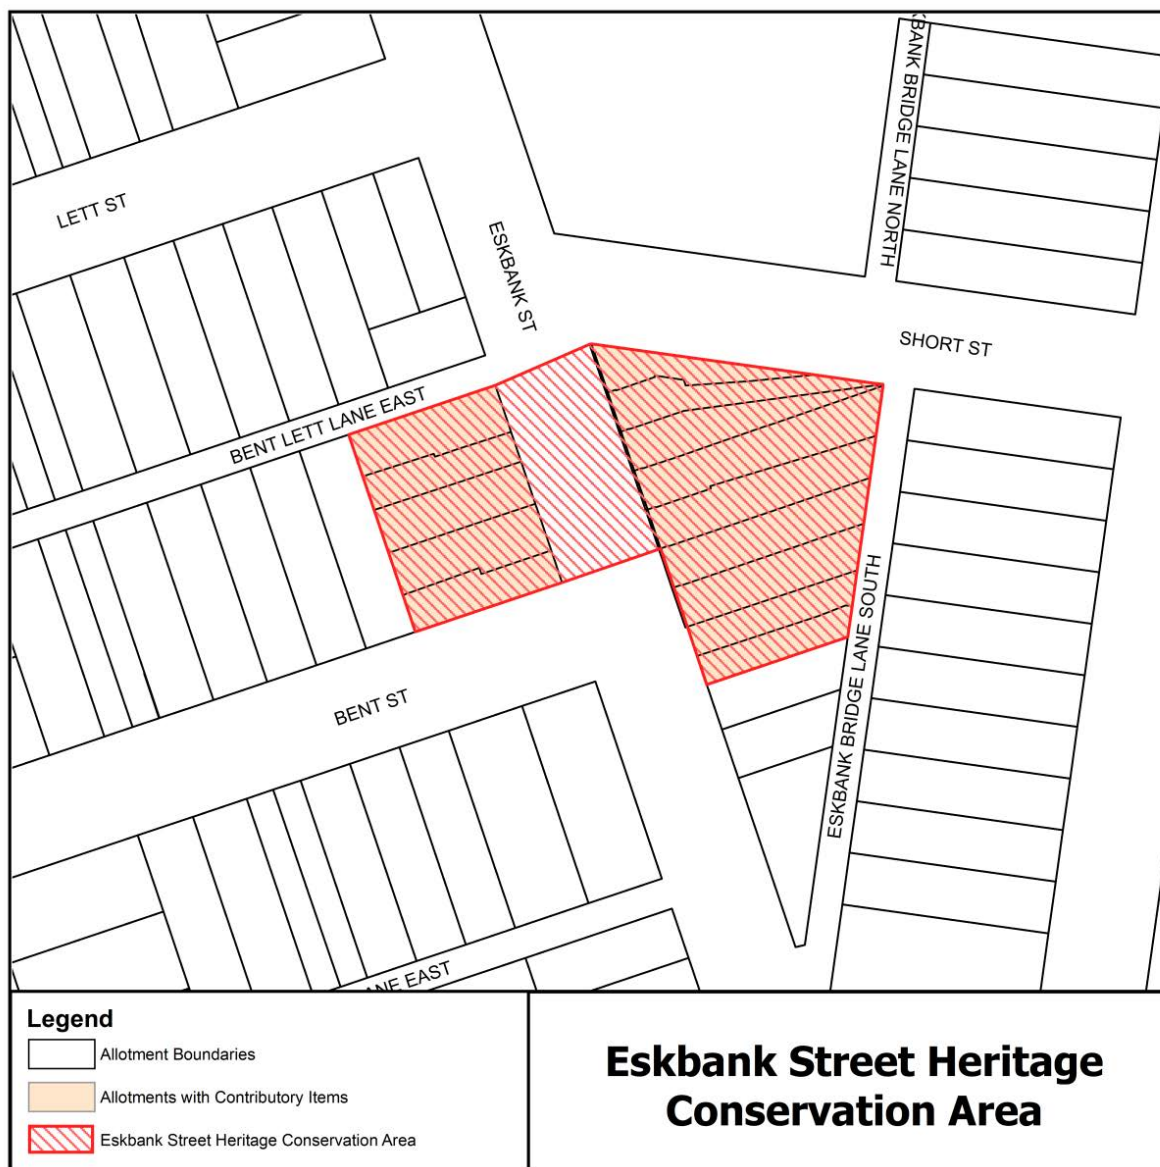 KBANK BRIDGE LANE NORTH
LETT ST
ESKBANK ST
SHORT ST
BENT LETT LANE EAST
BENT ST
ESKBANK BRIDGE LANE SOUTH
ANE EAST
Legend
Allotment Boundaries
Allotments with Contributory Items
Eskbank Street Heritage Conservation Area
Eskbank Street Heritage
Conservation Area